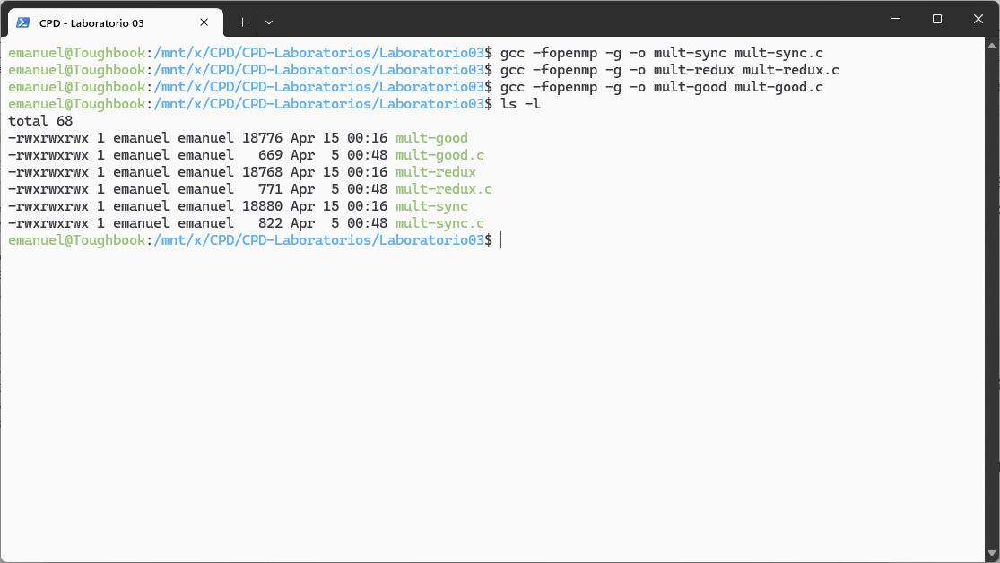 CPD - Laboratorio 03
emanuel@Toughbook:/mnt/x/CPD/CPD-Laboratorios/Laboratorio03$ gcc -fopenmp -g -o mult-sync mult-sync.c
emanuel@Toughbook:/mnt/x/CPD/CPD-Laboratorios/Laboratorio03$ gcc -fopenmp -g -o mult-redux mult-redux.c
emanuel@Toughbook:/mnt/x/CPD/CPD-Laboratorios/Laboratorio03$ gcc -fopenmp -g -o mult-good mult-good.c
emanuel@Toughbook:/mnt/x/CPD/CPD-Laboratorios/Laboratorio03$ ls -l
total 68
-rwxrwxrwx 1 emanuel emanuel 18776 Apr 15 00:16 mult-good
-rwxrwxrwx 1 emanuel emanuel   669 Apr  5 00:48 mult-good.c
-rwxrwxrwx 1 emanuel emanuel 18768 Apr 15 00:16 mult-redux
-rwxrwxrwx 1 emanuel emanuel   771 Apr  5 00:48 mult-redux.c
-rwxrwxrwx 1 emanuel emanuel 18880 Apr 15 00:16 mult-sync
-rwxrwxrwx 1 emanuel emanuel   822 Apr  5 00:48 mult-sync.c
emanuel@Toughbook:/mnt/x/CPD/CPD-Laboratorios/Laboratorio03$